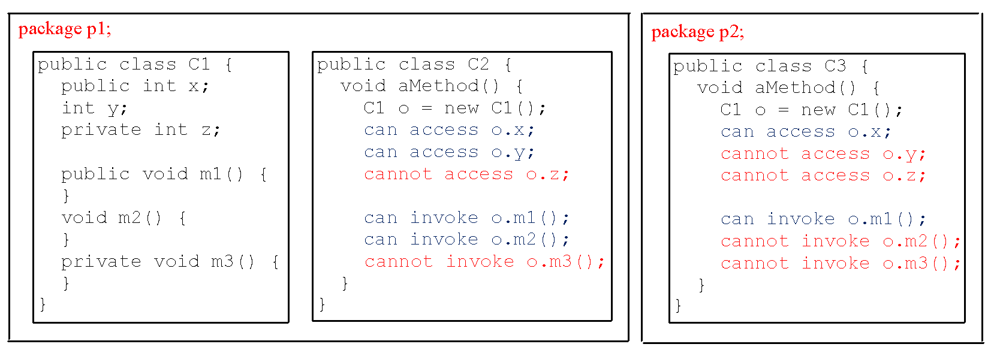 package p1;
public class C1 {
  public int x;
  int y;
  private int z;
  public void m1() {
  }
  void m2() {
  }
  private void m3() {
  }
}
public class C2 {
  void aMethod() {
    C1 o = new C1();
    can access o.x;
    can access o.y;
    cannot access o.z;
    can invoke o.m1();
    can invoke o.m2();
    cannot invoke o.m3();
  }
}
package p2;
public class C3 {
  void aMethod() {
    C1 o = new C1();
    can access o.x;
    cannot access o.y;
    cannot access o.z;
    can invoke o.m1();
    cannot invoke o.m2();
    cannot invoke o.m3();
  }
}